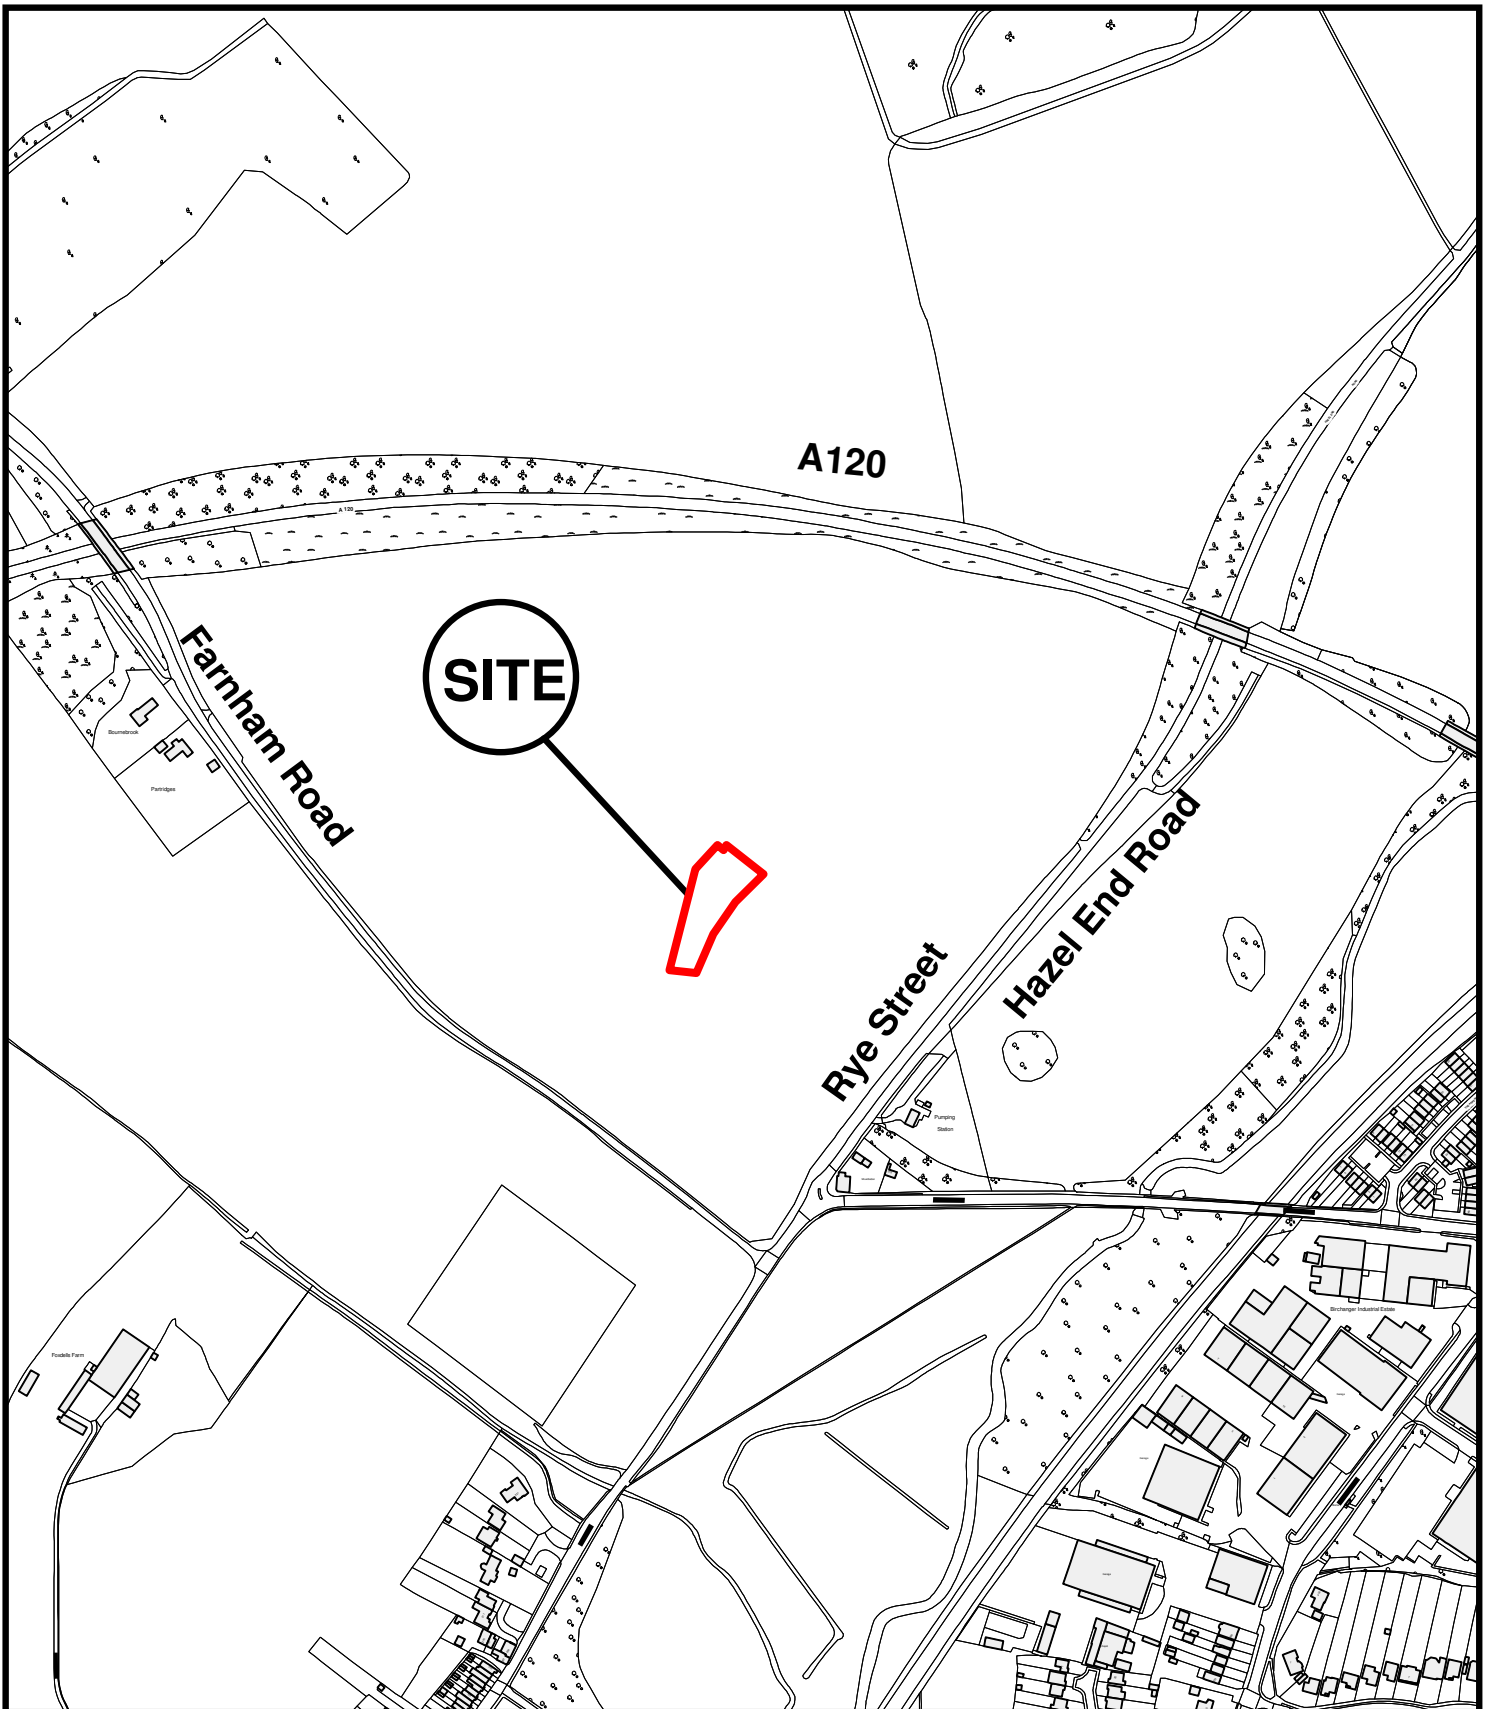 A120
A 120
SITE
Farnham Road
Bournebrook
Partridges
Hazel End Road
Rye Street
Pumping
Station
Birchanger Industrial Estate
Foxdells Farm